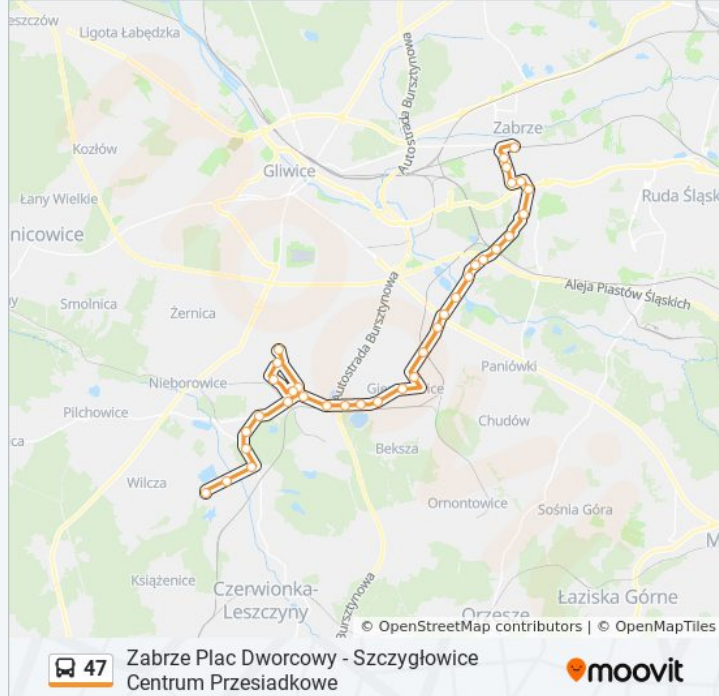 eszczów
Ligota Łabędzka
Autostrada Bursztynowa
Zabrze
Kozłów
Gliwice
Łany Wielkie
Ruda Śląsk
nicowice
Aleja Piastów Śląskich
Smolnica
Żernica
Autostrada Bursztynowa
Nieborowice
Paniówki
Pilchowice
Chudów
ca
Beksza
Wilcza
Ornontowice
Sośnia Góra
M
Książenice
Czerwionka-
Leszczyny
Łaziska Górne
Orzesze
Bursztynowa
© OpenStreetMap contributors | © OpenMapTiles
47
Zabrze Plac Dworcowy - Szczygłowice
Centrum Przesiadkowe
moovit